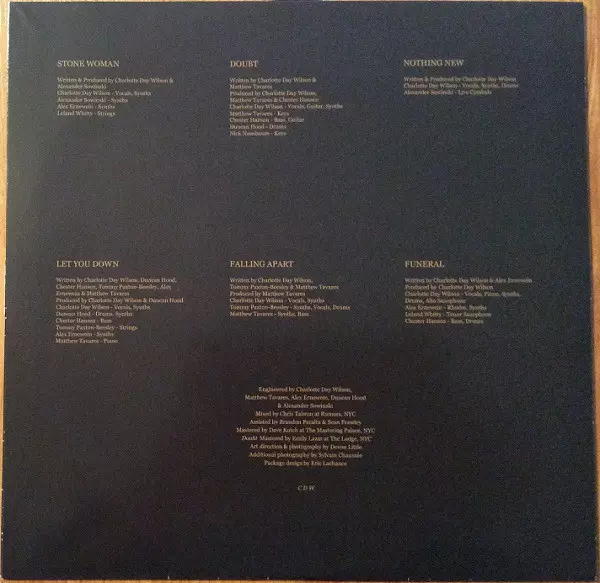 STONE WOMAN
Written & Produced by Charlotte Day Wilson &
Alexander Sowinski
Charlotte Day Wilson - Vocals, Synths
Alexander Sowinski - Synths
Alex Ernewein - Synths
Leland Whitty - Strings
DOUBT
Written by Charlotte Day Wilson &
Matthew Tavares
Produced by Charlotte Day Wilson,
Matthew Tavares & Chester Hansen
Charlotte Day Wilson - Vocals, Guitar, Synths
Matthew Tavares - Keys
Chester Hansen - Bass, Guitar
Duncan Hood - Drums
Nick Nausbaum - Keys
NOTHING NEW
Written & Produced by Charlotte Day Wilson
Charlotte Day Wilson - Vocals, Synths, Drums
Alexander Sowinski - Live Cymbals
LET YOU DOWN
Written by Charlotte Day Wilson, Duncan Hood,
Chester Hansen, Tommy Paxton-Beesley, Alex
Ernewein & Matthew Tavares
Produced by Charlotte Day Wilson & Duncan Hood
Charlotte Day Wilson - Vocals, Synths
Duncan Hood - Drums, Synths
Chester Hansen - Bass
Tommy Paxton-Beesley - Strings
Alex Ernewein - Synths
Matthew Tavares - Piano
FALLING APART
Written by Charlotte Day Wilson,
Tommy Paxton-Beesley & Matthew Tavares
Produced by Matthew Tavares
Charlotte Day Wilson - Vocals, Synths
Tommy Paxton-Beesley - Synths, Vocals, Drums
Matthew Tavares - Synths, Bass
FUNERAL
Written by Charlotte Day Wilson & Alex Ernewein
Produced by Charlotte Day Wilson
Charlotte Day Wilson - Vocals, Piano, Synths,
Drums, Alto Saxophone
Alex Ernewein - Rhodes, Synths
Leland Whitty - Tenor Saxophone
Chester Hansen - Bass, Drums
Engineered by Charlotte Day Wilson,
Matthew Tavares, Alex Ernewein, Duncan Hood
& Alexander Sowinski
Mixed by Chris Tabron at Rumours, NYC
Assisted by Brandon Peralta & Sean
Mastered by Dave Kutch at The Mastering Palace, NYC
Doubt Mastered by Emily Lazar at The Lodge, NYC
Art direction & photography by Devon Little
Additional photography by Sylvain Chaussée
Package design by Eric Lachance
CDW